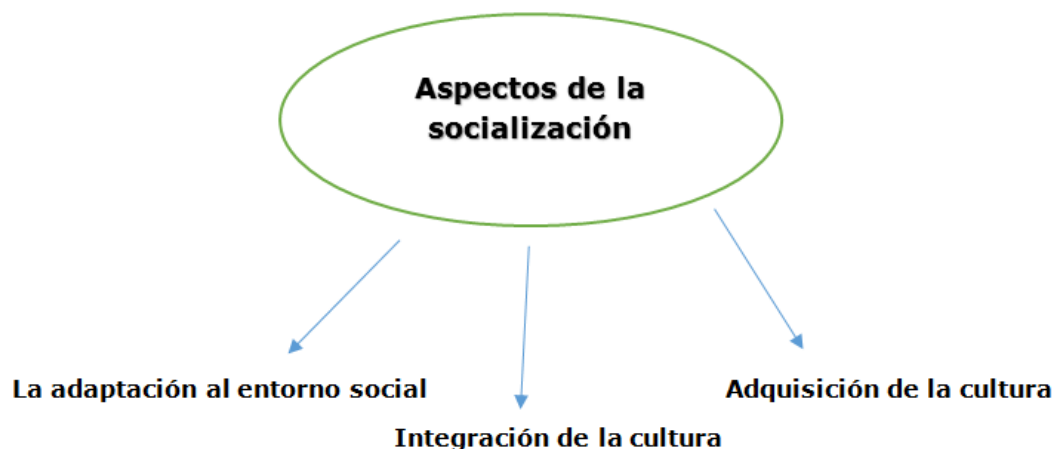 Aspectos de la
socialización
La adaptación al entorno social
Adquisición de la cultura
Integración de la cultura